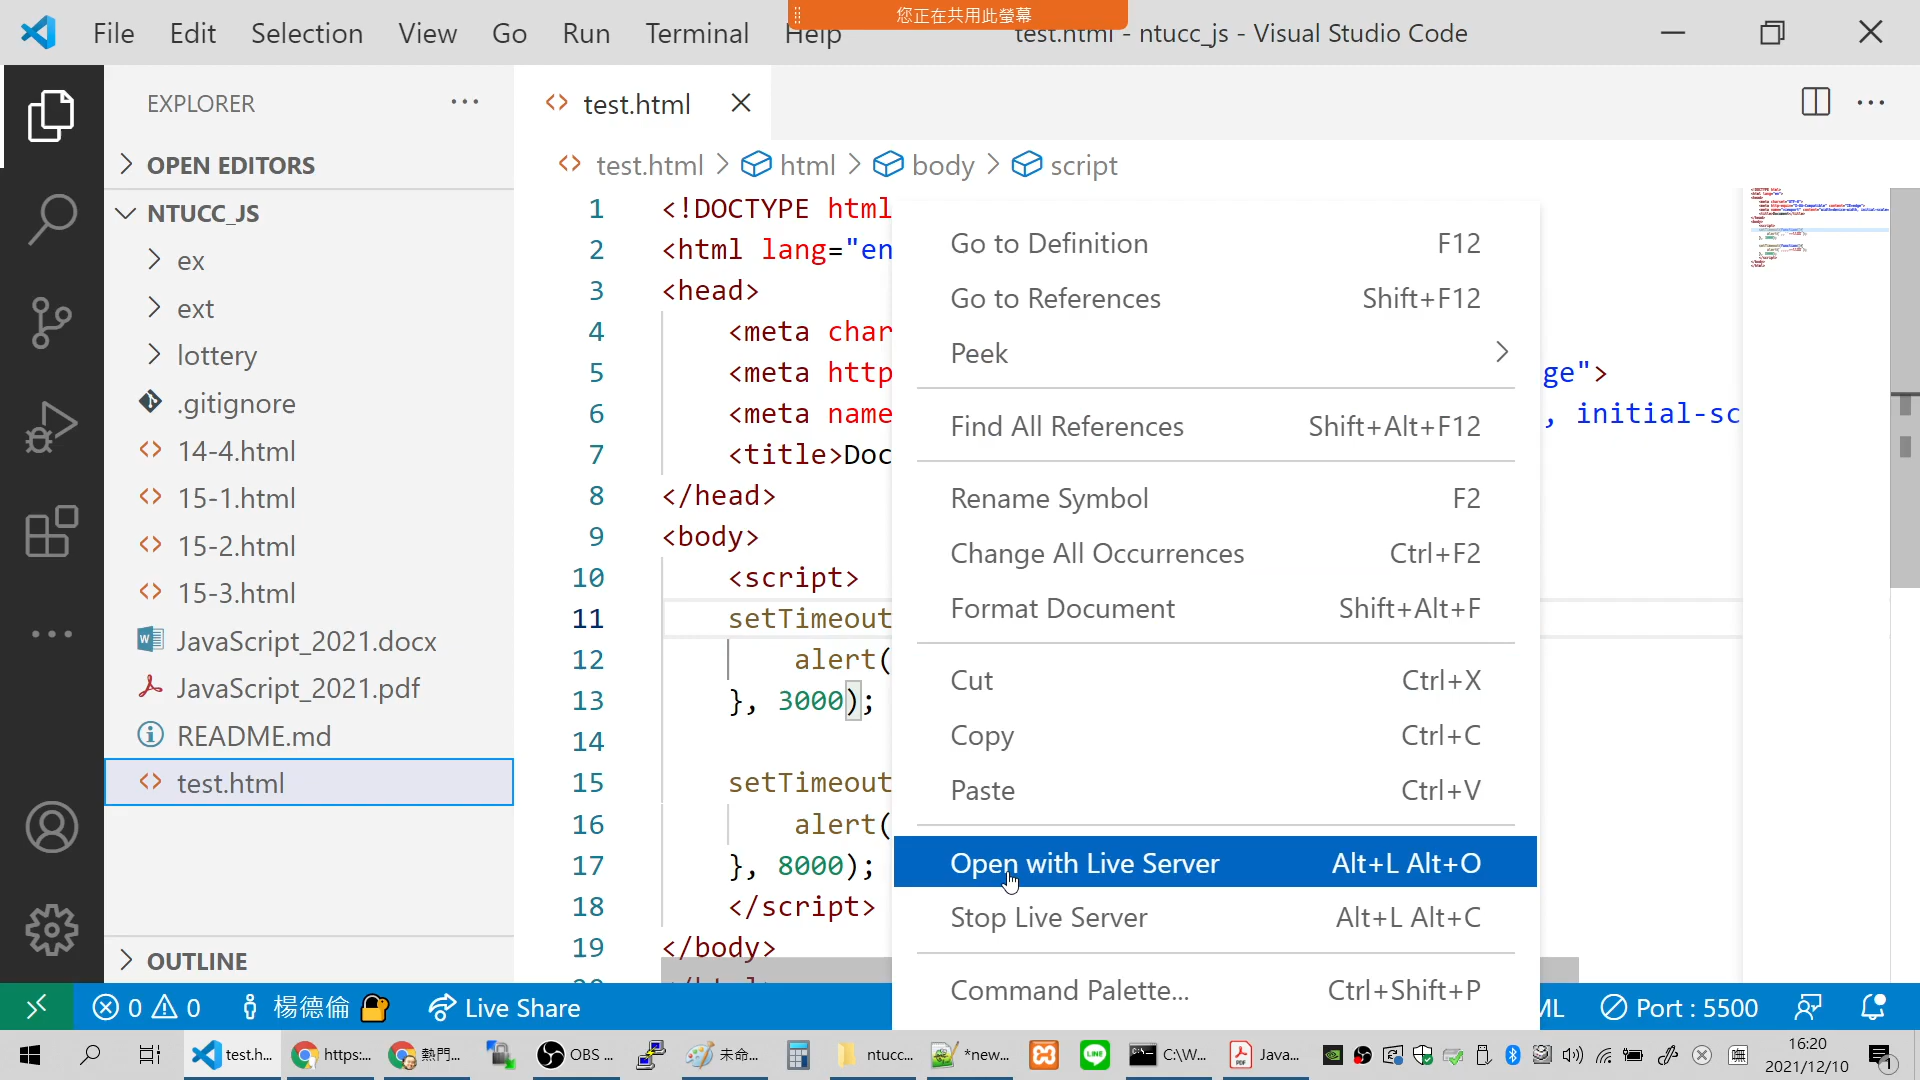 File Edit Selection View Go Run Terminal Help
您正在共用此螢幕
test.html - ntucc_js - Visual Studio Code
EXPLORER
test.html
OPEN EDITORS
test.html > html > body > script
NTUCC_JS
ex
ext
lottery
.gitignore
14-4.html
15-1.html
15-2.html
15-3.html
JavaScript_2021.docx
JavaScript_2021.pdf
README.md
test.html
OUTLINE
1 <!DOCTYPE html
2 <html lang="en
3 <head>
4 <meta char
5 <meta http ge">
6 <meta name , initial-sc
7 <title>Doc
8 </head>
9 <body>
10 <script>
11 setTimeout
12 alert(
13 }, 3000);
14
15 setTimeout
16 alert(
17 }, 8000);
18 </script>
19 </body>
Go to Definition F12
Go to References Shift+F12
Peek
Find All References Shift+Alt+F12
Rename Symbol F2
Change All Occurrences Ctrl+F2
Format Document Shift+Alt+F
Cut Ctrl+X
Copy Ctrl+C
Paste Ctrl+V
Open with Live Server Alt+L Alt+O
Stop Live Server Alt+L Alt+C
Command Palette... Ctrl+Shift+P
0 0 楊德倫 Live Share ML Port : 5500
test.h... https:... 熱門... OBS ... 未命... ntucc... *new... C:\W... Java...
16:20
2021/12/10
1